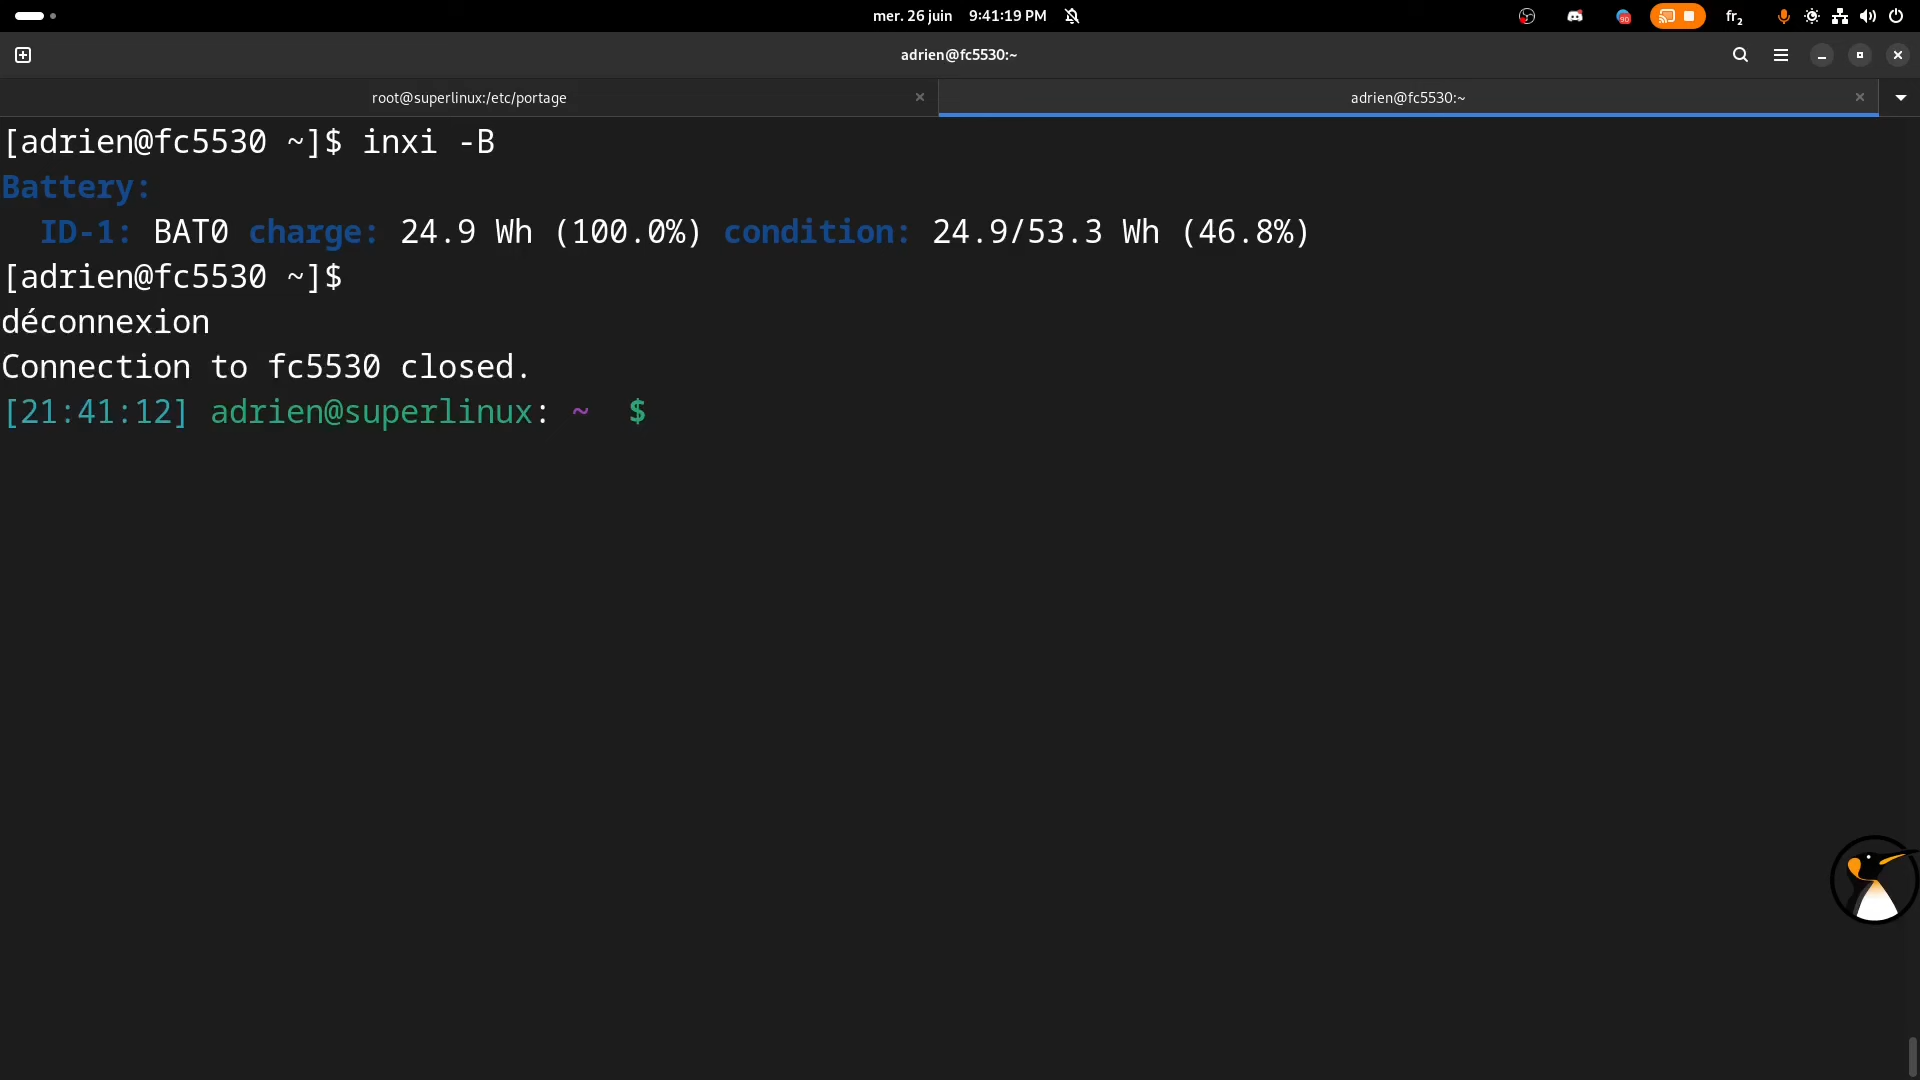 mer. 26 juin 9:41:19 PM
90
fr₂
adrien@fc5530:~
root@superlinux:/etc/portage
adrien@fc5530:~
[adrien@fc5530 ~]$ inxi -B
Battery:
  ID-1: BAT0 charge: 24.9 Wh (100.0%) condition: 24.9/53.3 Wh (46.8%)
[adrien@fc5530 ~]$
déconnexion
Connection to fc5530 closed.
[21:41:12] adrien@superlinux: ~  $